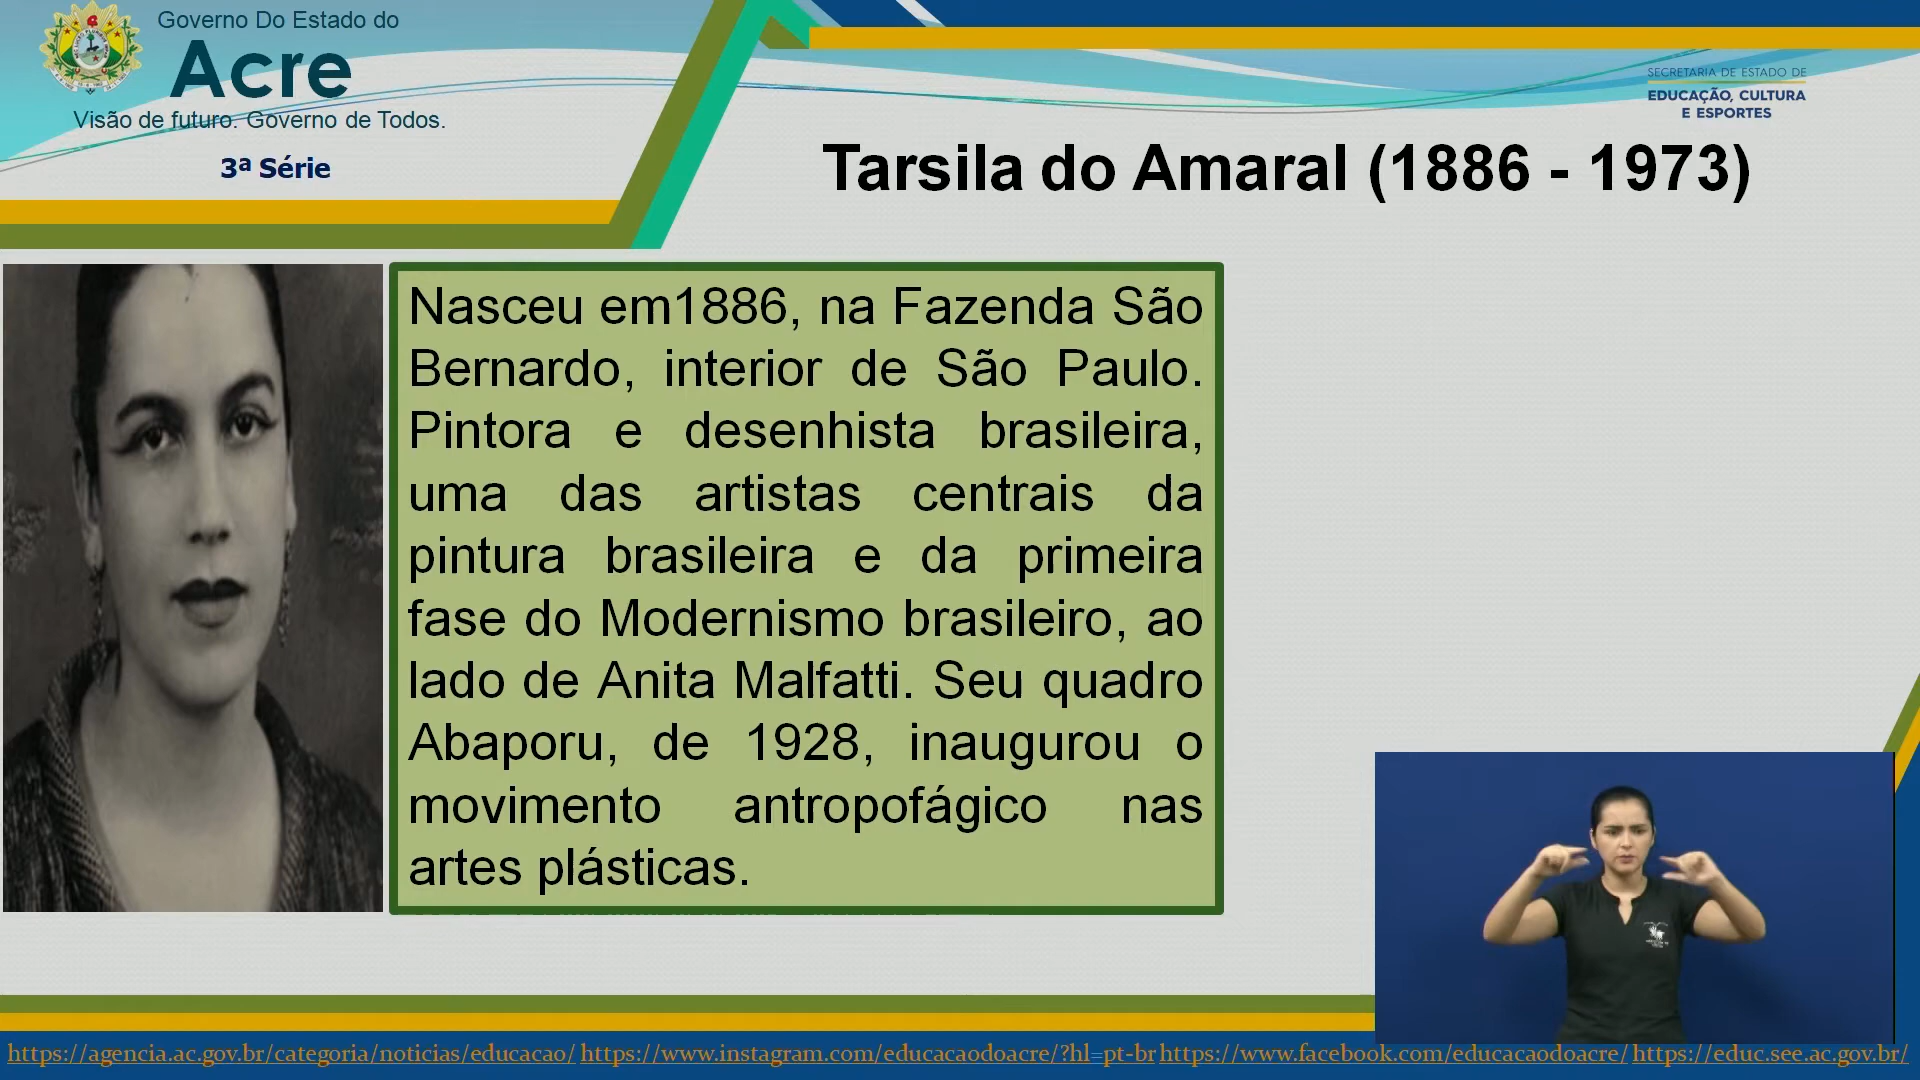 Governo Do Estado do
Acre
Visão de futuro. Governo de Todos.
3ª Série
SECRETARIA DE ESTADO DE
EDUCAÇÃO, CULTURA
E ESPORTES
Tarsila do Amaral (1886 - 1973)
Nasceu em1886, na Fazenda São
Bernardo, interior de São Paulo.
Pintora e desenhista brasileira,
uma das artistas centrais da
pintura brasileira e da primeira
fase do Modernismo brasileiro, ao
lado de Anita Malfatti. Seu quadro
Abaporu, de 1928, inaugurou o
movimento antropofágico nas
artes plásticas.
https://agencia.ac.gov.br/categoria/noticias/educacao/ https://www.instagram.com/educacaodoacre/?hl=pt-br https://www.facebook.com/educacaodoacre/ https://educ.see.ac.gov.br/